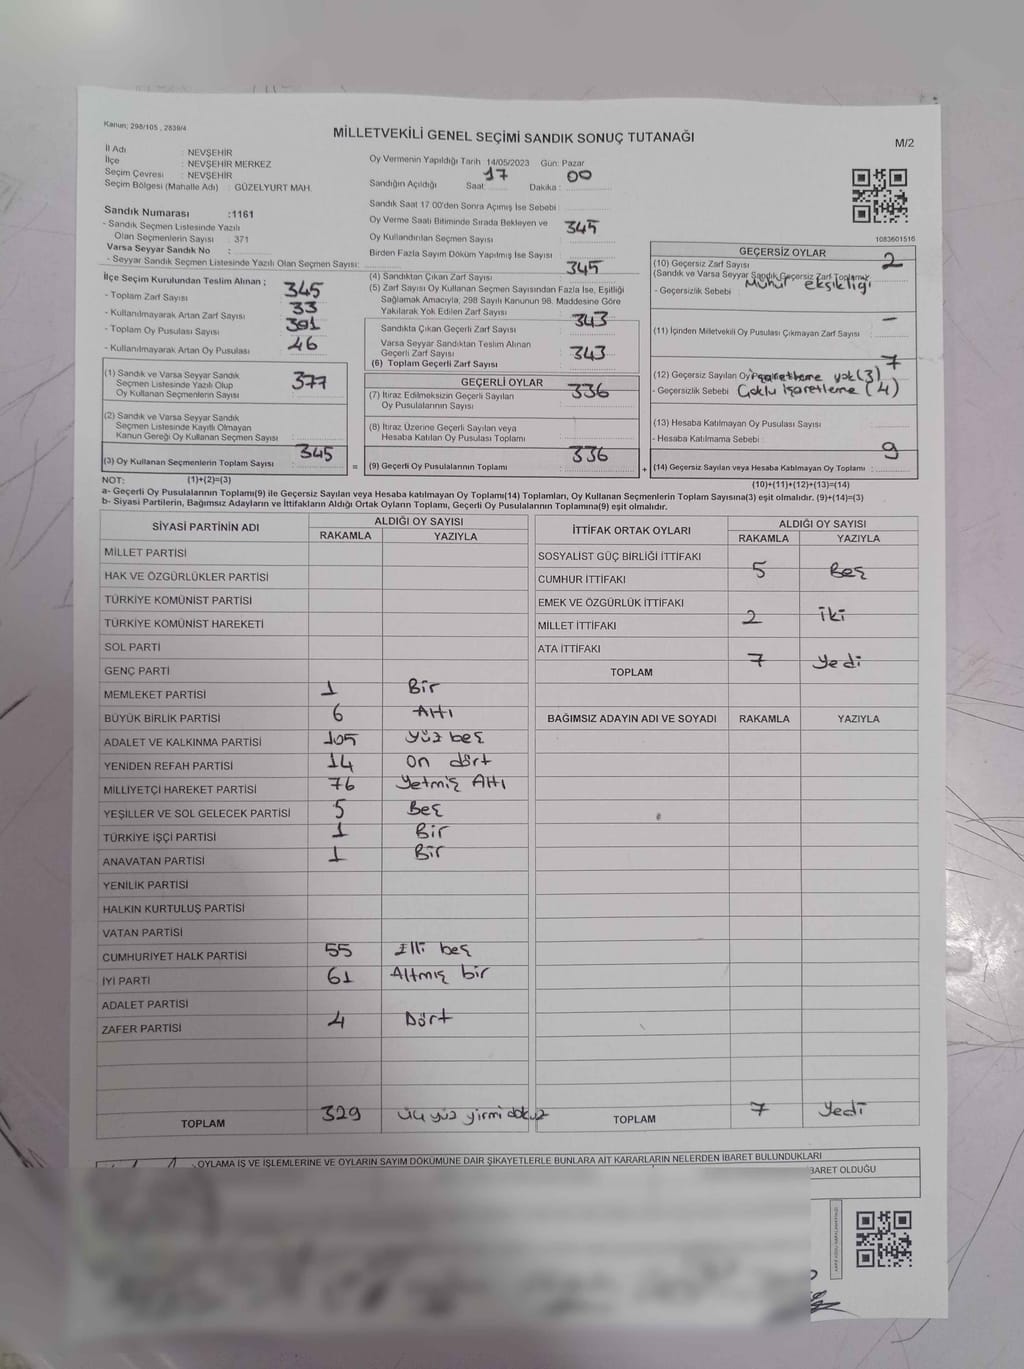 Kanun: 298/105 , 2839/4
MİLLETVEKİLİ GENEL SEÇİMİ SANDIK SONUÇ TUTANAĞI
M/2
İl Adı : NEVŞEHİR
İlçe : NEVŞEHİR MERKEZ
Seçim Çevresi : NEVŞEHİR
Seçim Bölgesi (Mahalle Adı) : GÜZELYURT MAH.
Sandık Numarası :1161
- Sandık Seçmen Listesinde Yazılı
Olan Seçmenlerin Sayısı : 371
Varsa Seyyar Sandık No :
- Seyyar Sandık Seçmen Listesinde Yazılı Olan Seçmen Sayısı:
İlçe Seçim Kurulundan Teslim Alınan ;
- Toplam Zarf Sayısı 345
- Kullanılmayarak Artan Zarf Sayısı 33
- Toplam Oy Pusulası Sayısı 391
- Kullanılmayarak Artan Oy Pusulası 46
(1) Sandık ve Varsa Seyyar Sandık
Seçmen Listesinde Yazılı Olup
Oy Kullanan Seçmenlerin Sayısı 377
(2) Sandık ve Varsa Seyyar Sandık
Seçmen Listesinde Kayıtlı Olmayan
Kanun Gereği Oy Kullanan Seçmen Sayısı
(3) Oy Kullanan Seçmenlerin Toplam Sayısı 345
Oy Vermenin Yapıldığı Tarih 14/05/2023 Gün: Pazar
Sandığın Açıldığı Saat: 17 Dakika : 00
Sandık Saat 17.00'den Sonra Açımış İse Sebebi
Oy Verme Saati Bitiminde Sırada Bekleyen ve
Oy Kullandırılan Seçmen Sayısı 345
Birden Fazla Sayım Döküm Yapılmış İse Sayısı
(4) Sandıktan Çıkan Zarf Sayısı 345
(5) Zarf Sayısı Oy Kullanan Seçmen Sayısından Fazla İse, Eşitliği
Sağlamak Amacıyla, 298 Sayılı Kanunun 98. Maddesine Göre
Yakılarak Yok Edilen Zarf Sayısı
Sandıkta Çıkan Geçerli Zarf Sayısı 343
Varsa Seyyar Sandıktan Teslim Alınan
Geçerli Zarf Sayısı
(6) Toplam Geçerli Zarf Sayısı 343
GEÇERLİ OYLAR
(7) İtiraz Edilmeksizin Geçerli Sayılan
Oy Pusulalarının Sayısı 336
(8) İtiraz Üzerine Geçerli Sayılan veya
Hesaba Katılan Oy Pusulası Toplamı
= (9) Geçerli Oy Pusulalarının Toplamı 336
1083601516
GEÇERSİZ OYLAR
(10) Geçersiz Zarf Sayısı 2
(Sandık ve Varsa Seyyar Sandık Geçersiz Zarf Toplamı)
- Geçersizlik Sebebi : Mühür eksikliği
(11) İçinden Milletvekili Oy Pusulası Çıkmayan Zarf Sayısı -
(12) Geçersiz Sayılan Oy 7
işaretleme yok (3)
- Geçersizlik Sebebi Çoklu işaretleme (4)
(13) Hesaba Katılmayan Oy Pusulası Sayısı
- Hesaba Katılmama Sebebi
+ (14) Geçersiz Sayılan veya Hesaba Katılmayan Oy Toplamı : 9
NOT: (1)+(2)=(3) (10)+(11)+(12)+(13)=(14)
a- Geçerli Oy Pusulalarının Toplamı(9) ile Geçersiz Sayılan veya Hesaba katılmayan Oy Toplamı(14) Toplamları, Oy Kullanan Seçmenlerin Toplam Sayısına(3) eşit olmalıdır. (9)+(14)=(3)
b- Siyasi Partilerin, Bağımsız Adayların ve İttifakların Aldığı Ortak Oyların Toplamı, Geçerli Oy Pusulalarının Toplamına(9) eşit olmalıdır.
SİYASİ PARTİNİN ADI ALDIĞI OY SAYISI
RAKAMLA YAZIYLA
MİLLET PARTİSİ
HAK VE ÖZGÜRLÜKLER PARTİSİ
TÜRKİYE KOMÜNİST PARTİSİ
TÜRKİYE KOMÜNİST HAREKETİ
SOL PARTİ
GENÇ PARTİ
MEMLEKET PARTİSİ 1 Bir
BÜYÜK BİRLİK PARTİSİ 6 Altı
ADALET VE KALKINMA PARTİSİ 105 Yüz beş
YENİDEN REFAH PARTİSİ 14 On dört
MİLLİYETÇİ HAREKET PARTİSİ 76 Yetmiş Altı
YEŞİLLER VE SOL GELECEK PARTİSİ 5 Beş
TÜRKİYE İŞÇİ PARTİSİ 1 Bir
ANAVATAN PARTİSİ 1 Bir
YENİLİK PARTİSİ
HALKIN KURTULUŞ PARTİSİ
VATAN PARTİSİ
CUMHURİYET HALK PARTİSİ 55 Elli beş
İYİ PARTİ 61 Altmış bir
ADALET PARTİSİ
ZAFER PARTİSİ 4 Dört
TOPLAM 329 Üç yüz yirmi dokuz
İTTİFAK ORTAK OYLARI ALDIĞI OY SAYISI
RAKAMLA YAZIYLA
SOSYALİST GÜÇ BİRLİĞİ İTTİFAKI
CUMHUR İTTİFAKI 5 Beş
EMEK VE ÖZGÜRLÜK İTTİFAKI
MİLLET İTTİFAKI 2 iki
ATA İTTİFAKI
TOPLAM 7 Yedi
BAĞIMSIZ ADAYIN ADI VE SOYADI RAKAMLA YAZIYLA
TOPLAM 7 Yedi
OYLAMA İŞ VE İŞLEMLERİNE VE OYLARIN SAYIM DÖKÜMÜNE DAİR ŞİKAYETLERLE BUNLARA AİT KARARLARIN NELERDEN İBARET BULUNDUKLARI
BARET OLDUĞU